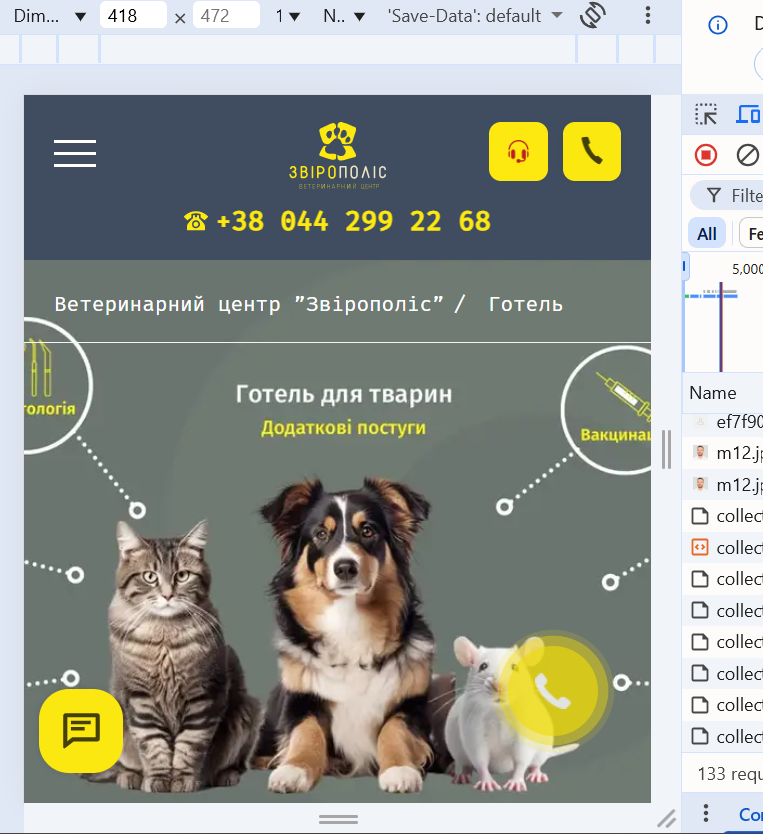 Dim... ▼ 418 × 472 1 ▼ N.. ▼ 'Save-Data': default
ЗВІРОПОЛІС
ВЕТЕРИНАРНИЙ ЦЕНТР
☎ +38 044 299 22 68
Ветеринарний центр ”Звірополіс” / Готель
Готель для тварин
Додаткові постуги
тологія
Вакцинац
D
Filte
All
Fe
5,000
Name
ef7f90
m12.jp
m12.jp
collect
collect
collect
collect
collect
collect
collect
collect
133 requ
Co